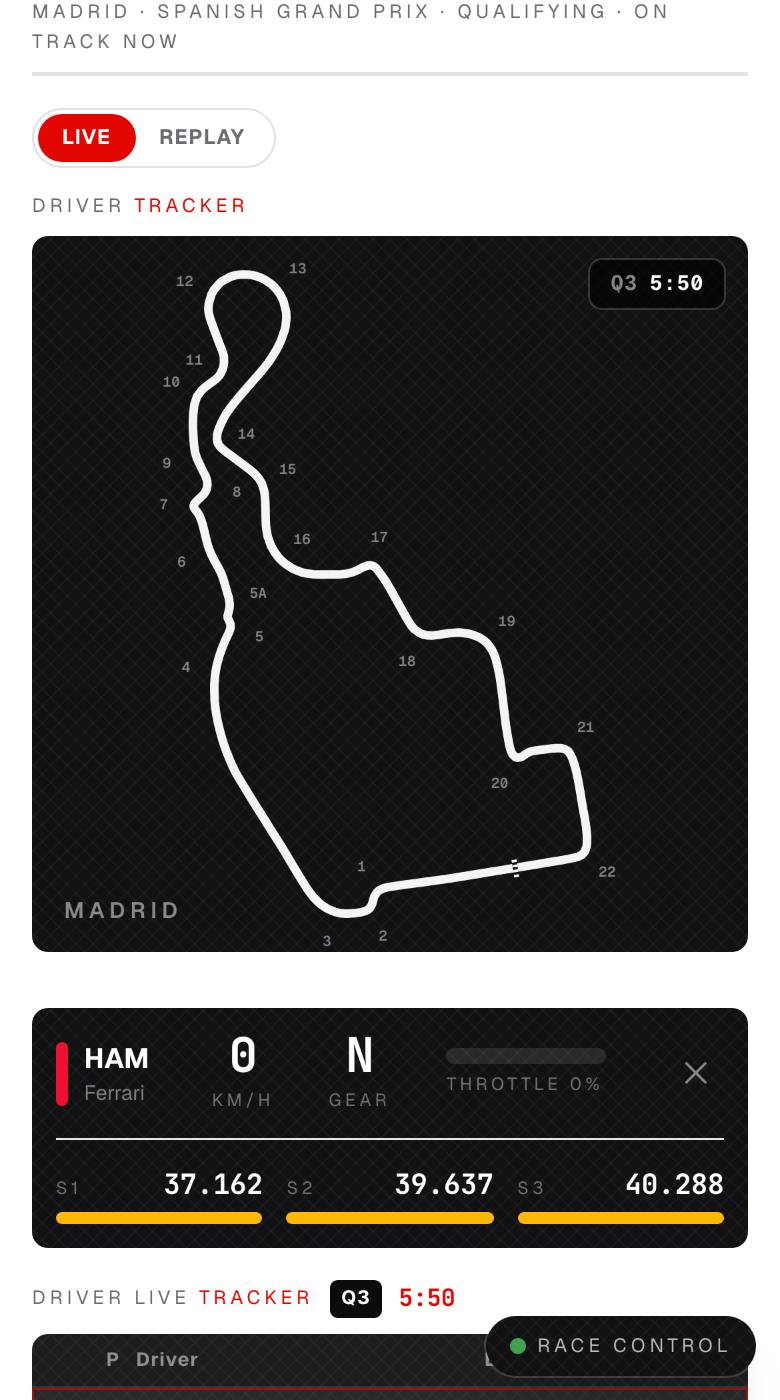 MADRID · SPANISH GRAND PRIX · QUALIFYING · ON
TRACK NOW
LIVE REPLAY
DRIVER TRACKER
Q3 5:50
13
12
11
10
14
9
15
8
7
16
17
6
5A
19
5
18
4
21
20
1
22
MADRID
2
3
HAM
Ferrari
0
KM/H
N
GEAR
THROTTLE 0%
S1 37.162 S2 39.637 S3 40.288
DRIVER LIVE TRACKER Q3 5:50
RACE CONTROL
P Driver